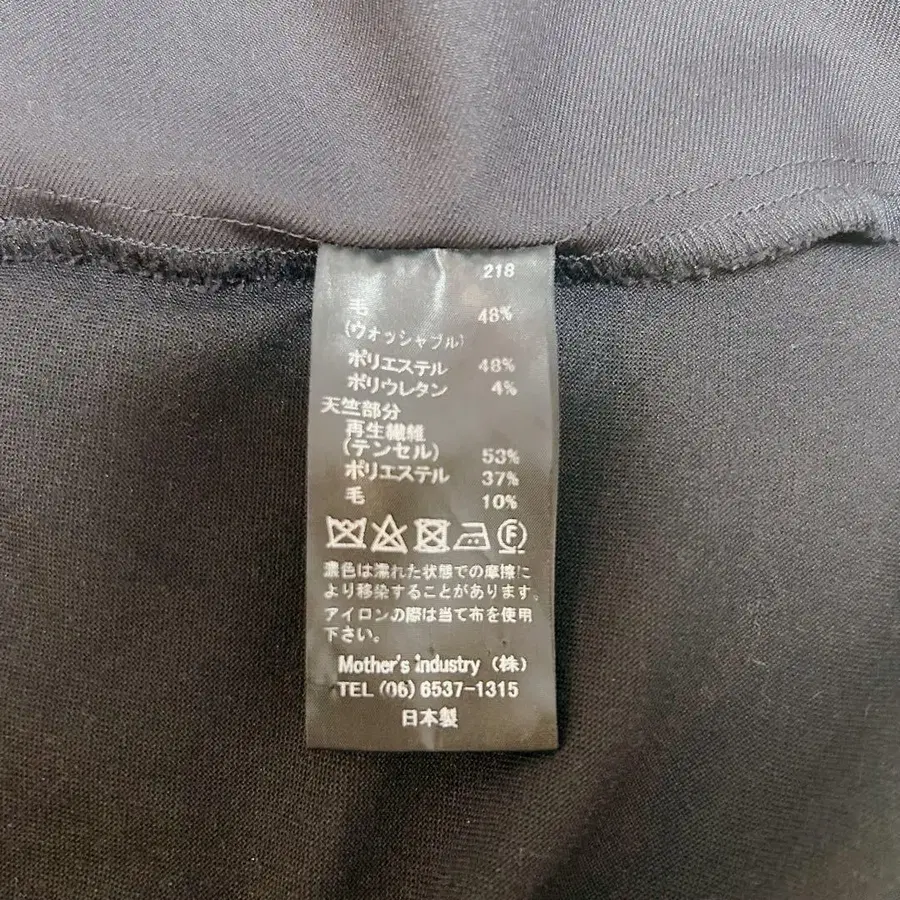 218
毛 48%
(ウォッシャブル)
ポリエステル 48%
ポリウレタン 4%
天竺部分
再生繊維
(テンセル) 53%
ポリエステル 37%
毛 10%
F
濃色は濡れた状態での摩擦に
より移染することがあります。
アイロンの際は当て布を使用
下さい。
Mother's industry (株)
TEL (06) 6537-1315
日本製